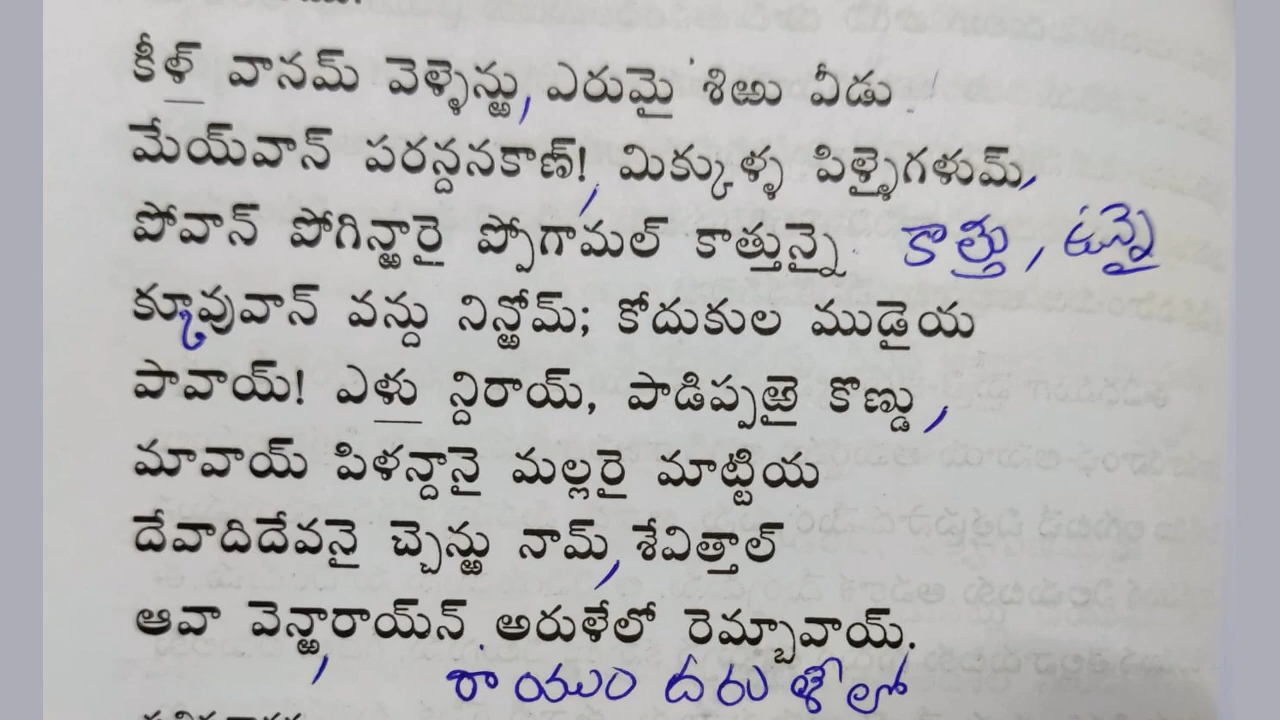 కీళ్ వానమ్ వెళ్ళెన్ఱు, ఎరుమై శిఱు వీడు
మేయ్‌వాన్ పరన్దనకాణ్!, మిక్కుళ్ళ పిళ్ళైగళుమ్,
పోవాన్ పోగిన్ఱారై ప్పోగామల్ కాత్తున్నై కాత్తు, ఉన్నై
క్కూవువాన్ వన్దు నిన్ఱోమ్; కోదుకుల ముడైయ
పావాయ్! ఎళు న్దిరాయ్, పాడిప్పఱై కొణ్డు,
మావాయ్ పిళన్దానై మల్లరై మాట్టియ
దేవాదిదేవనై చ్చెన్ఱు నామ్, శేవిత్తాల్
ఆవా వెన్ఱారాయ్‌న్ అరుళేలో రెమ్బావాయ్.
రాయుం దరుళేలో